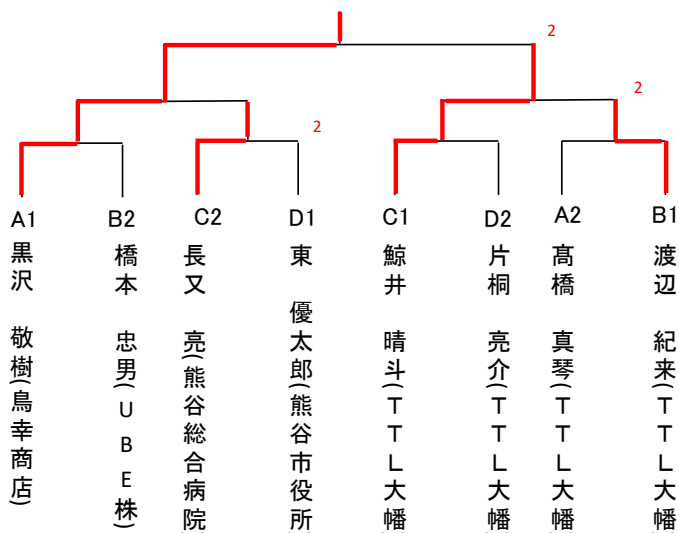 2
2
2
A1
B2
C2
D1
C1
D2
A2
B1
黒沢 敬樹(鳥幸商店)
橋本 忠男(UBE株)
長又 亮(熊谷総合病院
東 優太郎(熊谷市役所
鯨井 晴斗(TTL大幡
片桐 亮介(TTL大幡
髙橋 真琴(TTL大幡
渡辺 紀来(TTL大幡